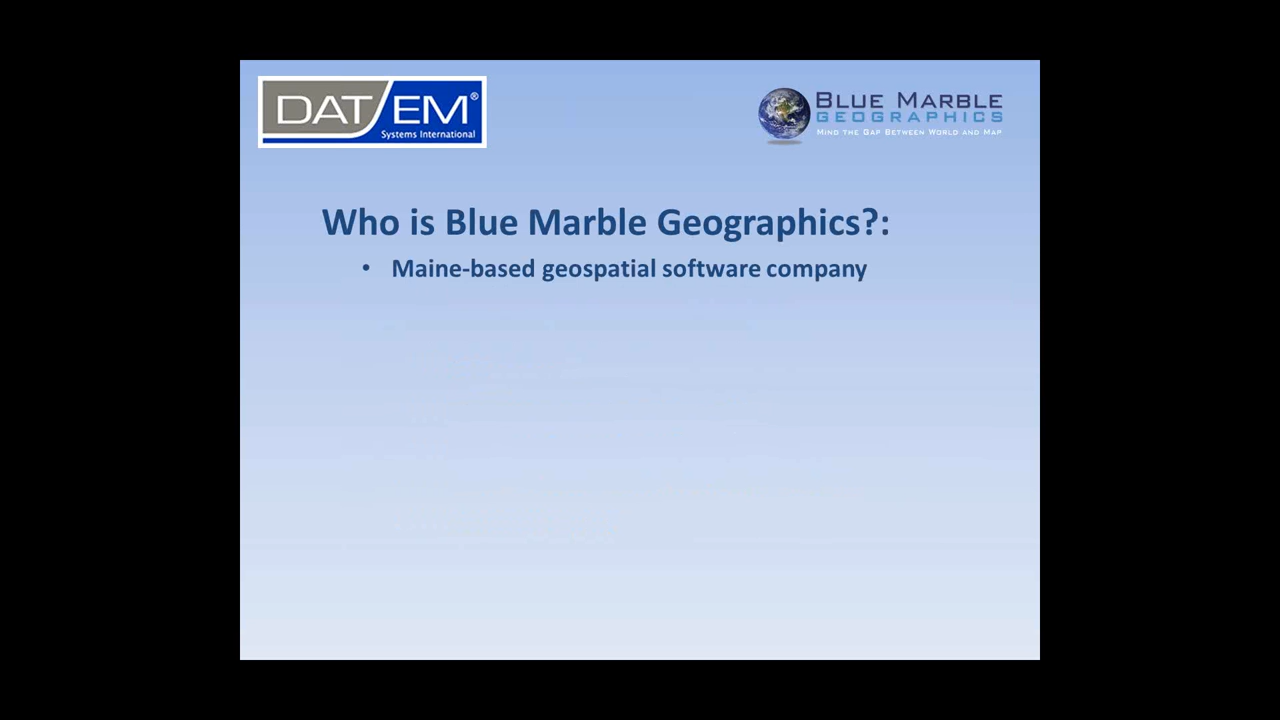 DAT/EM®
Systems International
BLUE MARBLE
GEOGRAPHICS
MIND THE GAP BETWEEN WORLD AND MAP
Who is Blue Marble Geographics?:
• Maine-based geospatial software company